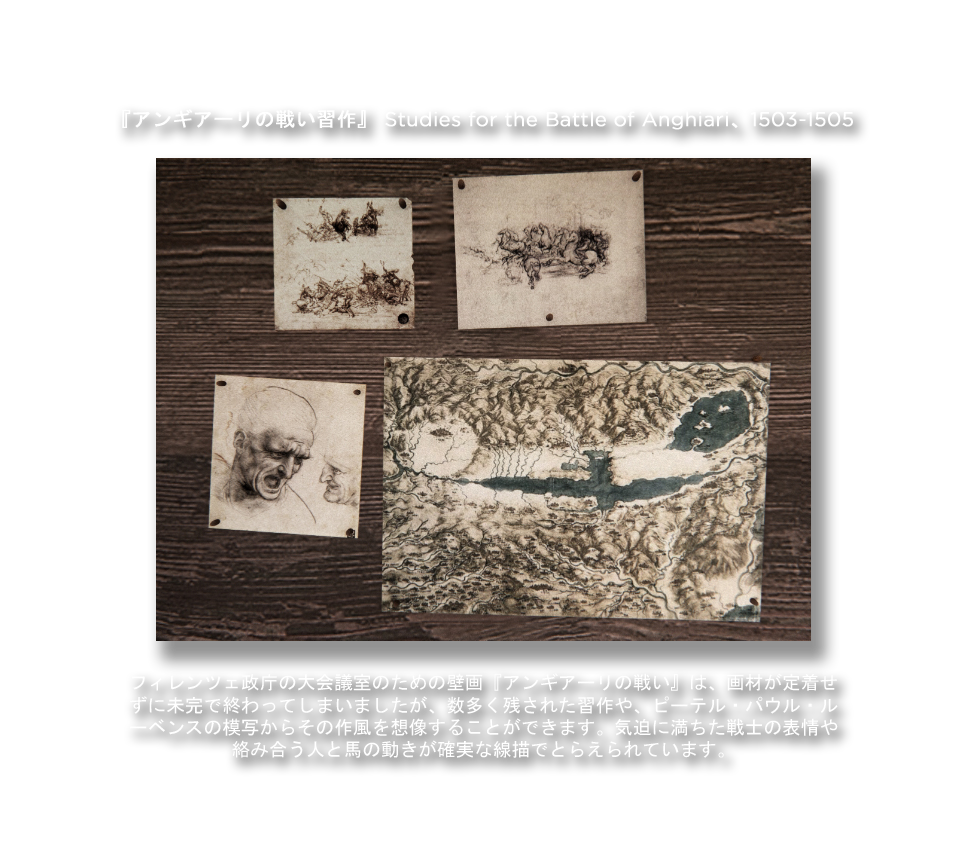 『アンギアーリの戦い習作』 Studies for the Battle of Anghiari、1503-1505
フィレンツェ政庁の大会議室のための壁画『アンギアーリの戦い』は、画材が定着せ
ずに未完で終わってしまいましたが、数多く残された習作や、ピーテル・パウル・ル
ーベンスの模写からその作風を想像することができます。気迫に満ちた戦士の表情や
絡み合う人と馬の動きが確実な線描でとらえられています。